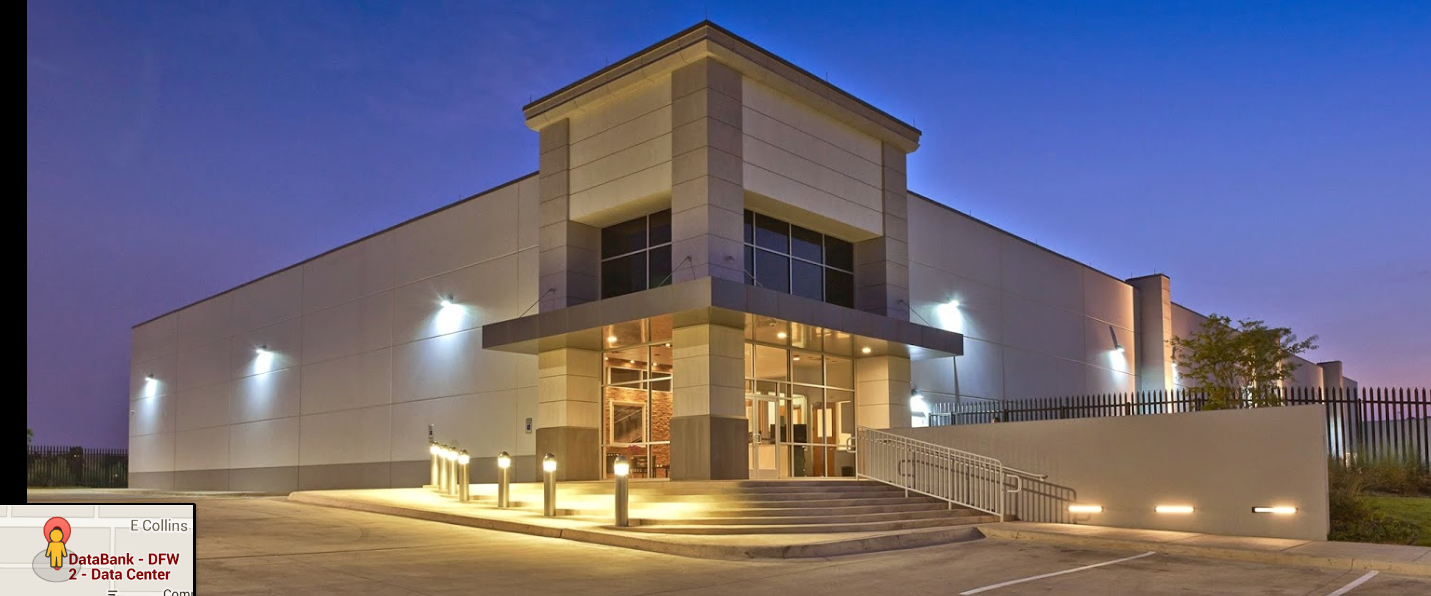 E Collins
DataBank - DFW
2 - Data Center